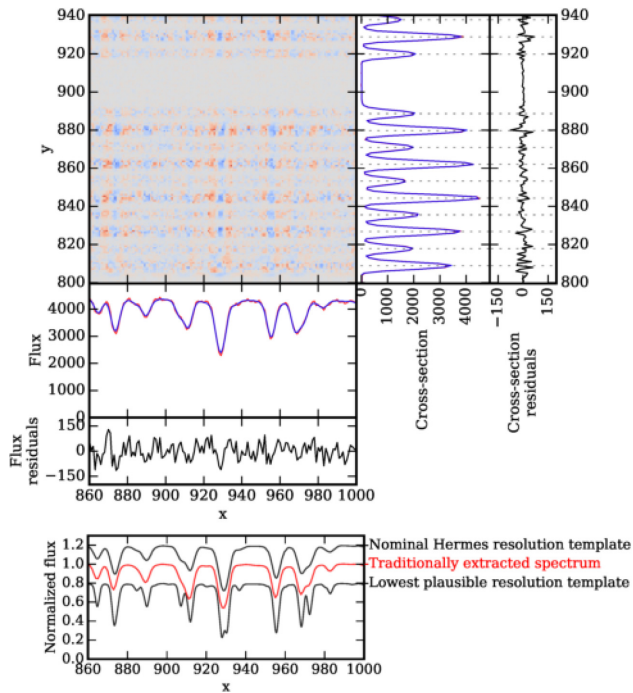 940
920
900
880
860
840
820
800
y
940
920
900
880
860
840
820
800
0
1000
2000
3000
4000
−150
0
150
Cross-section
Cross-section
residuals
4000
3000
2000
1000
0
Flux
150
0
−150
Flux
residuals
860 880 900 920 940 960 980 1000
x
1.2
1.0
0.8
0.6
0.4
0.2
0.0
Normalized flux
Nominal Hermes resolution template
Traditionally extracted spectrum
Lowest plausible resolution template
860 880 900 920 940 960 980 1000
x